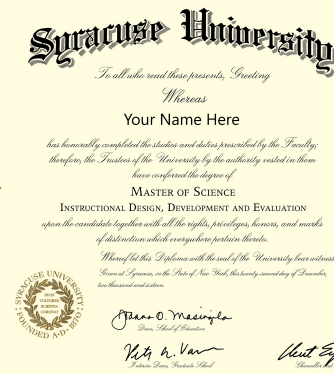 Syracuse University
To all who read these presents, Greeting
Whereas
Your Name Here
has honorably completed the studies and duties prescribed by the Faculty;
therefore, the Trustees of the University by the authority vested in them
have conferred the degree of
Master of Science
Instructional Design, Development and Evaluation
upon the candidate together with all the rights, privileges, honors, and marks
of distinction which everywhere pertain thereto.
Whereof let this Diploma with the seal of the University bear witness
Given at Syracuse, in the State of New York, this twenty-second day of December,
two thousand and sixteen.
SYRACUSE UNIVERSITY
FOUNDED A·D· 1870
SUOS
CULTORES
SCIENTIA
CORONAT
Dean, School of Education
Interim Dean, Graduate School
Chancellor